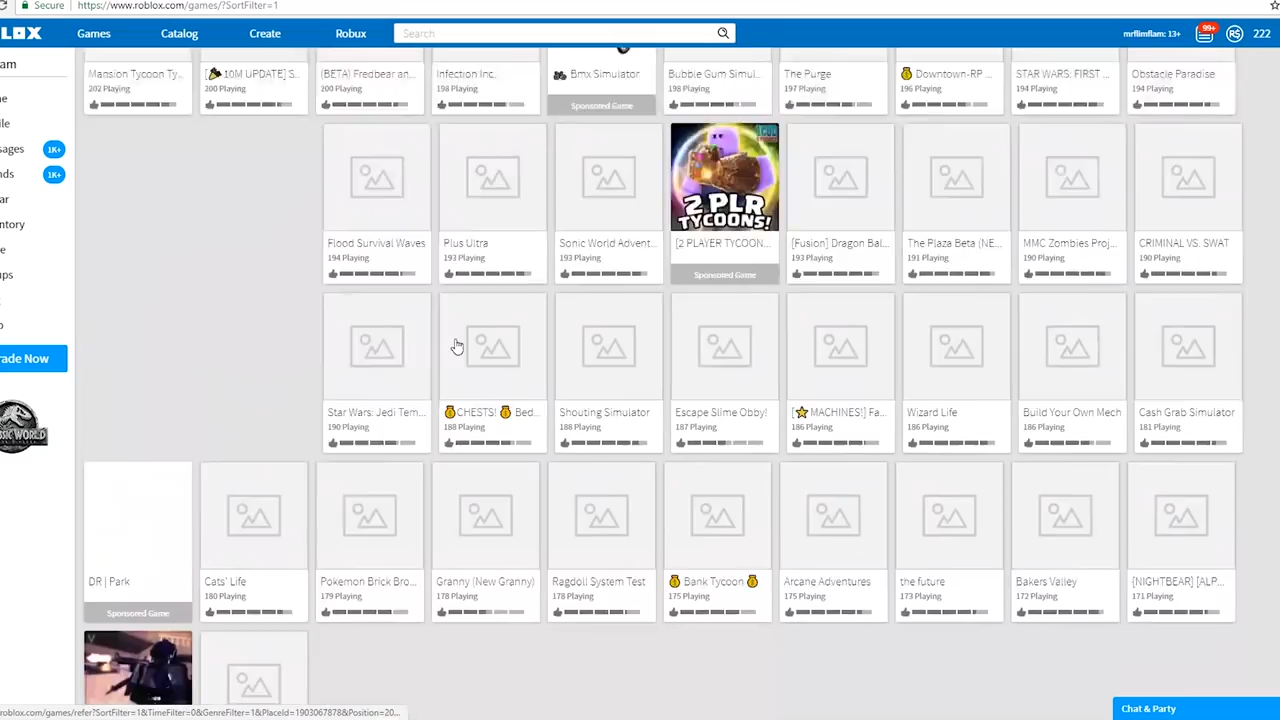 Secure https://www.roblox.com/games/?SortFilter=1
LOX Games Catalog Create Robux Search mrflimflam: 13+ 99+ 222
am
ne
ile
ages 1K+
nds 1K+
ar
ntory
e
ups
o
rade Now
Mansion Tycoon Ty... [ 10M UPDATE] S... (BETA) Fredbear an... Infection Inc. Bmx Simulator Bubble Gum Simul... The Purge Downtown-RP ... STAR WARS: FIRST ... Obstacle Paradise
202 Playing 200 Playing 200 Playing 198 Playing 198 Playing 197 Playing 196 Playing 194 Playing 194 Playing
Sponsored Game
2 PLR
TYCOONS!
Flood Survival Waves Plus Ultra Sonic World Advent... [2 PLAYER TYCOON... [Fusion] Dragon Bal... The Plaza Beta (NE... MMC Zombies Proj... CRIMINAL VS. SWAT
194 Playing 193 Playing 193 Playing 193 Playing 191 Playing 190 Playing 190 Playing
Sponsored Game
Star Wars: Jedi Tem... CHESTS! Bed... Shouting Simulator Escape Slime Obby! [ MACHINES!] Fa... Wizard Life Build Your Own Mech Cash Grab Simulator
190 Playing 188 Playing 188 Playing 187 Playing 186 Playing 186 Playing 186 Playing 181 Playing
DR | Park Cats' Life Pokemon Brick Bro... Granny (New Granny) Ragdoll System Test Bank Tycoon Arcane Adventures the future Bakers Valley {NIGHTBEAR} [ALP...
180 Playing 179 Playing 178 Playing 178 Playing 175 Playing 175 Playing 173 Playing 172 Playing 171 Playing
Sponsored Game
roblox.com/games/refer?SortFilter=1&TimeFilter=0&GenreFilter=1&PlaceId=1903067878&Position=20...
Chat & Party